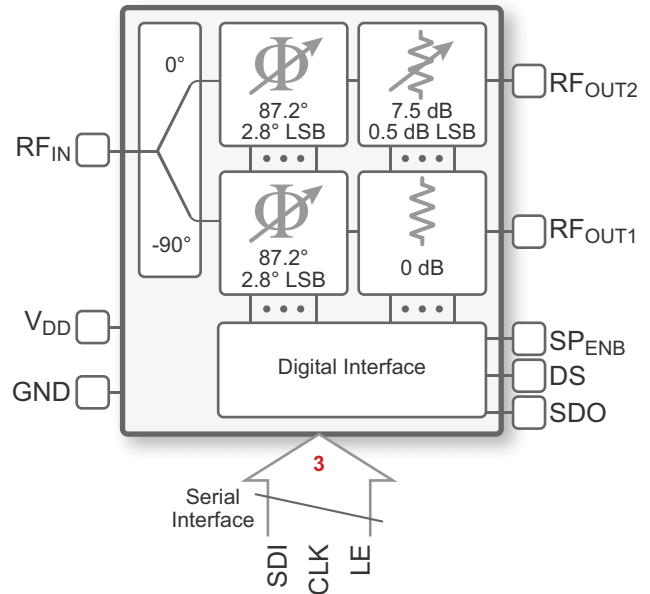 0°
87.2°
2.8° LSB
7.5 dB
0.5 dB LSB
RFOUT2
RFIN
-90°
87.2°
2.8° LSB
0 dB
RFOUT1
VDD
GND
Digital Interface
SPENB
DS
SDO
3
Serial
Interface
SDI
CLK
LE